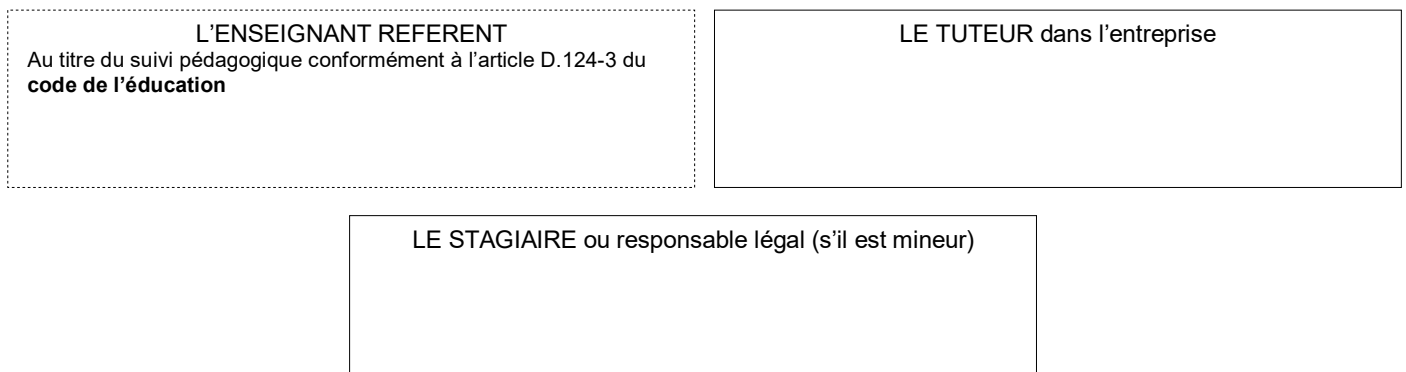 L’ENSEIGNANT REFERENT
Au titre du suivi pédagogique conformément à l’article D.124-3 du
code de l’éducation
LE TUTEUR dans l’entreprise
LE STAGIAIRE ou responsable légal (s’il est mineur)